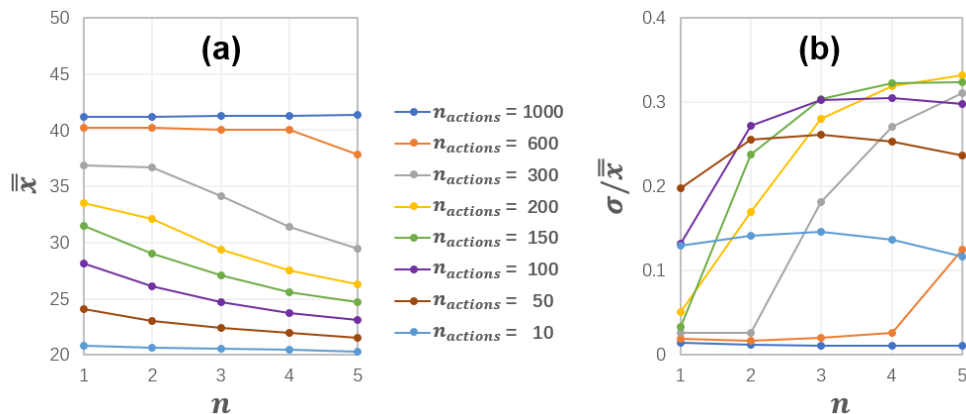 (a)
50
45
40
35
30
25
20
1 2 3 4 5
x̿
n
n_actions = 1000
n_actions = 600
n_actions = 300
n_actions = 200
n_actions = 150
n_actions = 100
n_actions = 50
n_actions = 10
(b)
0.4
0.3
0.2
0.1
0
1 2 3 4 5
σ/x̿
n